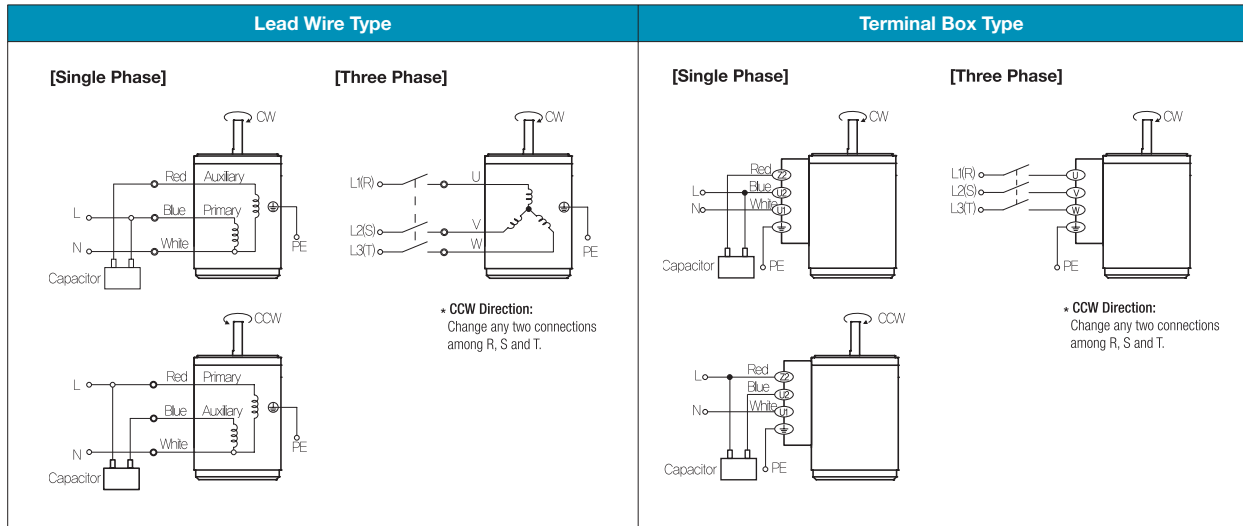 Lead Wire Type
[Single Phase]
[Three Phase]
CW
Red Auxiliary
L Blue Primary
N White
Capacitor
PE
CW
L1(R) U
L2(S) V
L3(T) W
PE
* CCW Direction:
Change any two connections
among R, S and T.
CCW
L Red Primary
Blue Auxiliary
N White
Capacitor
PE
Terminal Box Type
[Single Phase]
[Three Phase]
CW
Red Z2
L Blue U2
N White U1
Capacitor
PE
CW
L1(R) U
L2(S) V
L3(T) W
PE
* CCW Direction:
Change any two connections
among R, S and T.
CCW
L Red Z2
Blue U2
N White U1
Capacitor
PE